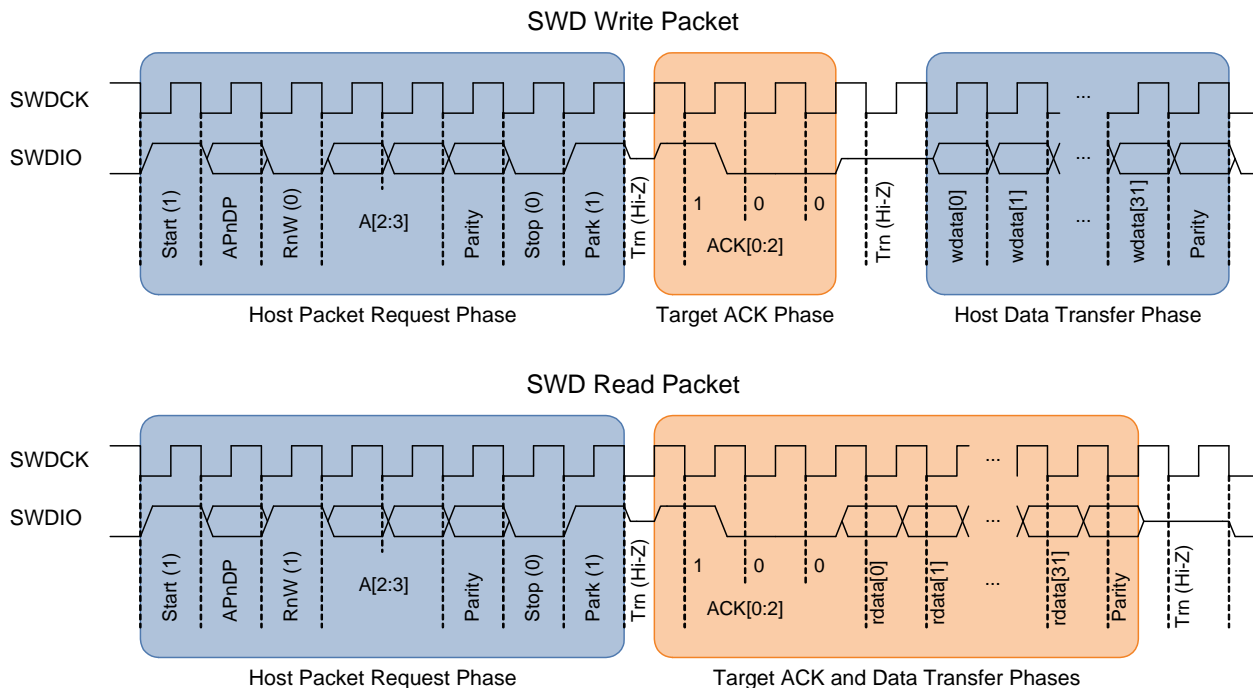 SWD Write Packet
SWDCK
...
SWDIO
...
Start (1)
APnDP
RnW (0)
A[2:3]
Parity
Stop (0)
Park (1)
Trn (Hi-Z)
1
0
0
ACK[0:2]
Trn (Hi-Z)
wdata[0]
wdata[1]
...
wdata[31]
Parity
Host Packet Request Phase
Target ACK Phase
Host Data Transfer Phase
SWD Read Packet
SWDCK
...
SWDIO
...
Start (1)
APnDP
RnW (1)
A[2:3]
Parity
Stop (0)
Park (1)
Trn (Hi-Z)
1
0
0
ACK[0:2]
rdata[0]
rdata[1]
...
rdata[31]
Parity
Trn (Hi-Z)
Host Packet Request Phase
Target ACK and Data Transfer Phases